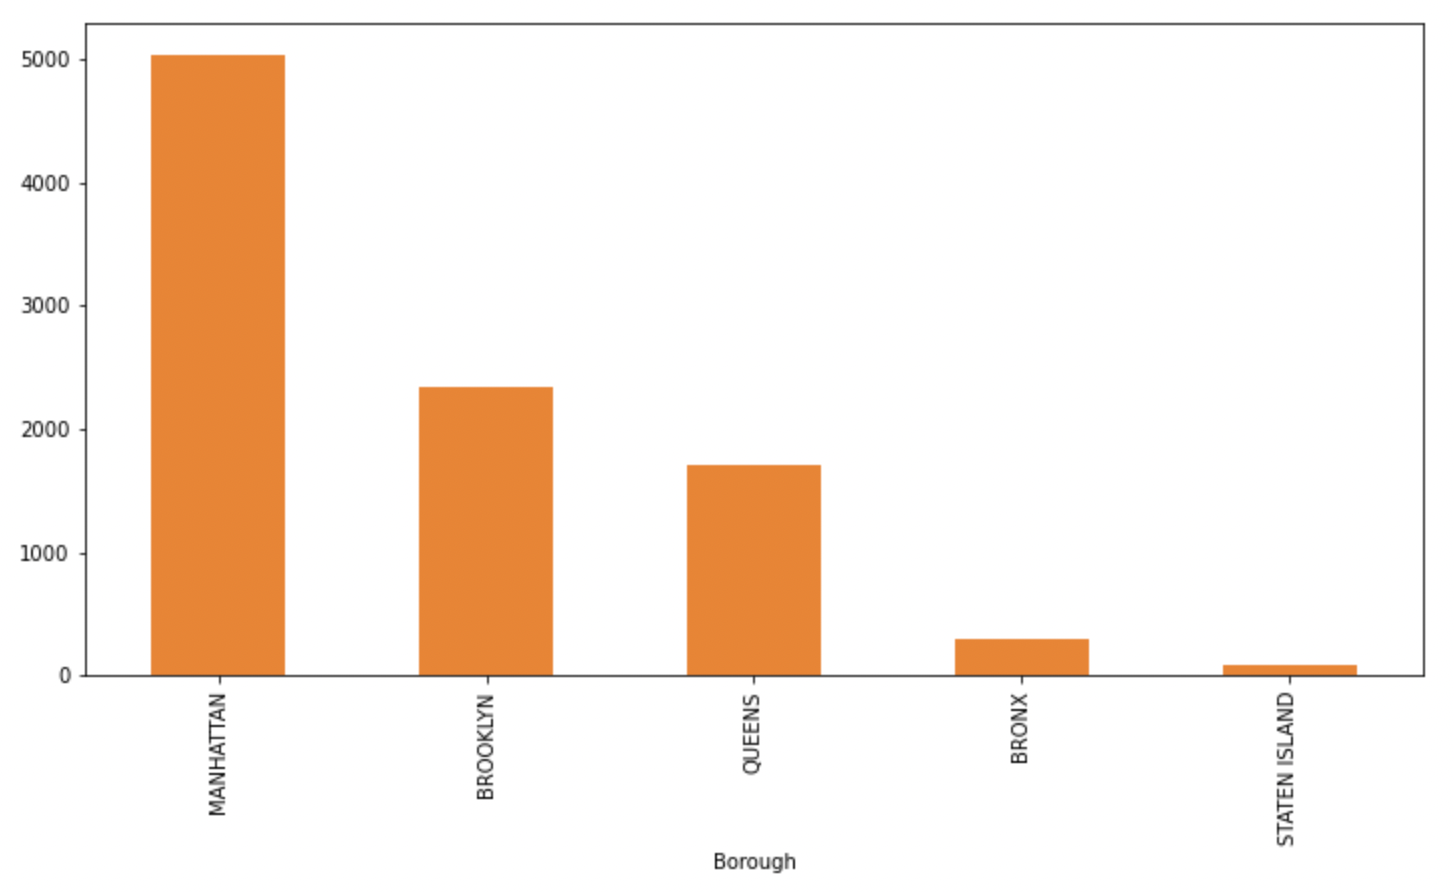 5000
4000
3000
2000
1000
0
MANHATTAN
BROOKLYN
QUEENS
BRONX
STATEN ISLAND
Borough